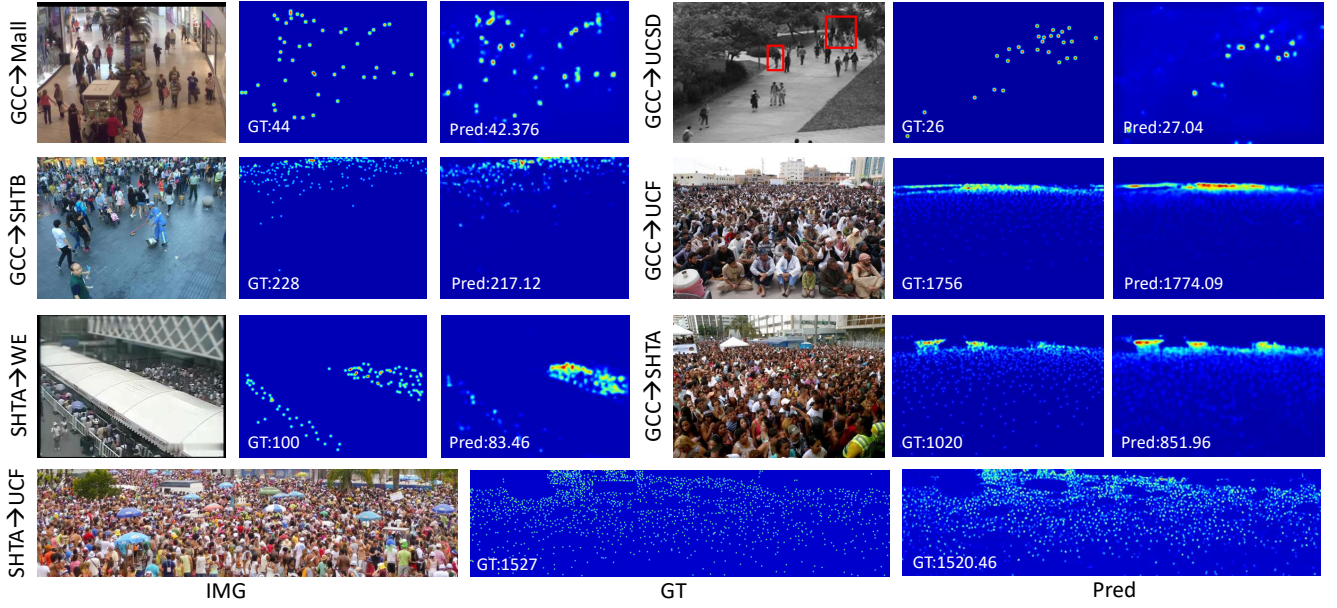 GCC→Mall
GT:44
Pred:42.376
GCC→UCSD
GT:26
Pred:27.04
GCC→SHTB
GT:228
Pred:217.12
GCC→UCF
GT:1756
Pred:1774.09
SHTA→WE
GT:100
Pred:83.46
GCC→SHTA
GT:1020
Pred:851.96
SHTA→UCF
GT:1527
GT:1520.46
IMG
GT
Pred